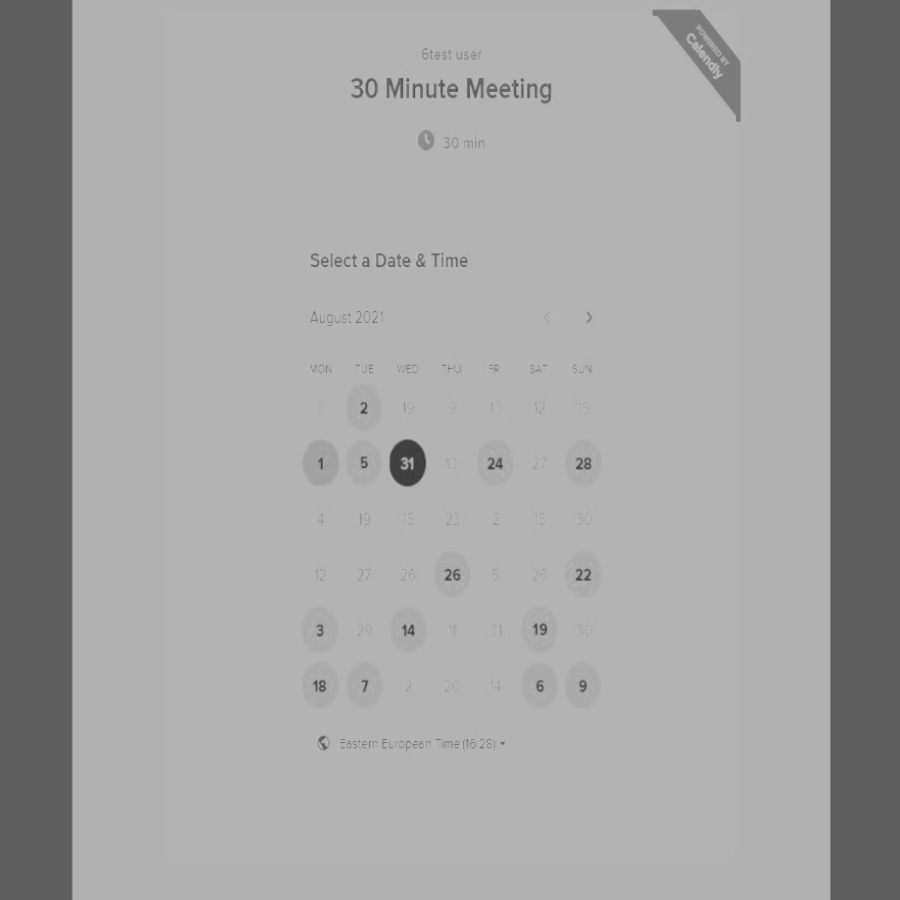 POWERED BY
Calendly
6test user
30 Minute Meeting
30 min
Select a Date & Time
August 2021
MON TUE WED THU FR SAT SUN
3 2 19 9 10 12 15
1 5 31 13 24 27 28
4 19 15 23 2 15 30
12 27 26 26 5 26 22
3 29 14 11 31 19 30
18 7 2 20 14 6 9
Eastern European Time (16:28)